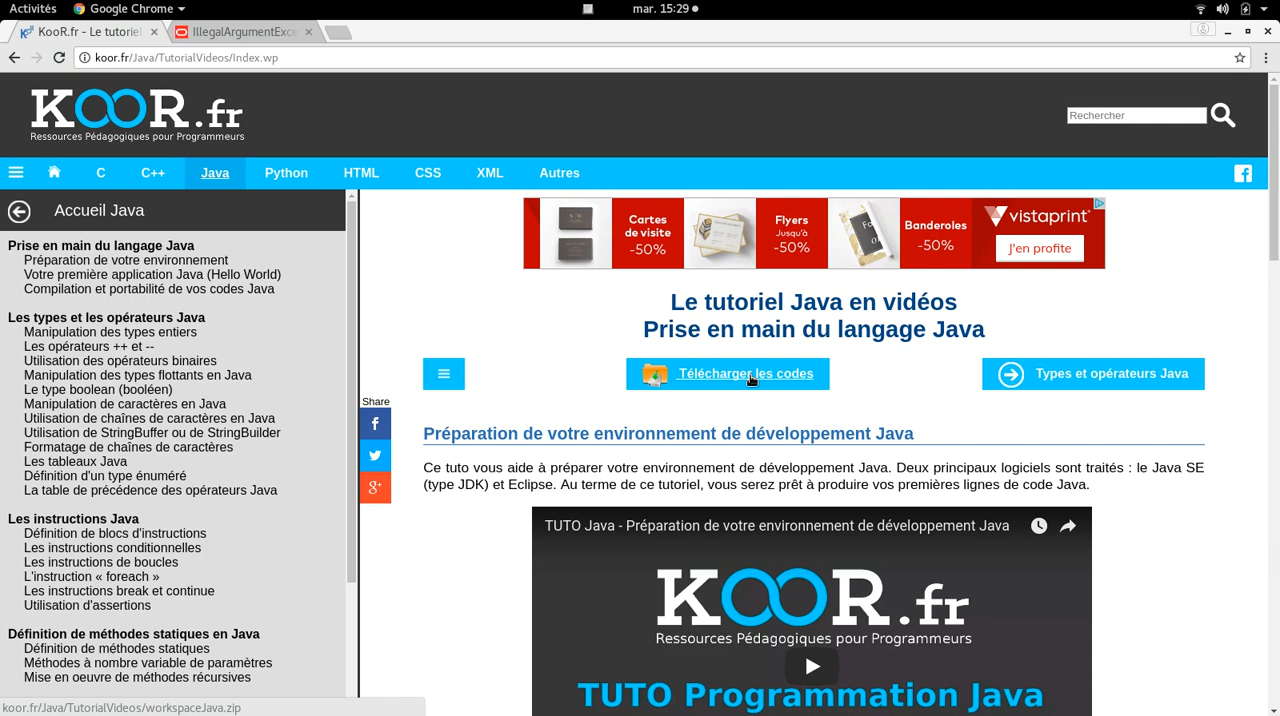 Activités Google Chrome mar. 15:29
KooR.fr - Le tutoriel IllegalArgumentExce
koor.fr/Java/TutorialVideos/Index.wp
KOOR.fr
Ressources Pédagogiques pour Programmeurs
Rechercher
C C++ Java Python HTML CSS XML Autres
Accueil Java
Prise en main du langage Java
Préparation de votre environnement
Votre première application Java (Hello World)
Compilation et portabilité de vos codes Java
Les types et les opérateurs Java
Manipulation des types entiers
Les opérateurs ++ et --
Utilisation des opérateurs binaires
Manipulation des types flottants en Java
Le type boolean (booléen)
Manipulation de caractères en Java
Utilisation de chaînes de caractères en Java
Utilisation de StringBuffer ou de StringBuilder
Formatage de chaînes de caractères
Les tableaux Java
Définition d'un type énuméré
La table de précédence des opérateurs Java
Les instructions Java
Définition de blocs d'instructions
Les instructions conditionnelles
Les instructions de boucles
L'instruction « foreach »
Les instructions break et continue
Utilisation d'assertions
Définition de méthodes statiques en Java
Définition de méthodes statiques
Méthodes à nombre variable de paramètres
Mise en oeuvre de méthodes récursives
koor.fr/Java/TutorialVideos/workspaceJava.zip
Cartes
de visite
-50%
Flyers
Jusqu'à
-50%
Banderoles
-50%
vistaprint
J'en profite
Le tutoriel Java en vidéos
Prise en main du langage Java
Télécharger les codes
Types et opérateurs Java
Share
f
g+
Préparation de votre environnement de développement Java
Ce tuto vous aide à préparer votre environnement de développement Java. Deux principaux logiciels sont traités : le Java SE
(type JDK) et Eclipse. Au terme de ce tutoriel, vous serez prêt à produire vos premières lignes de code Java.
TUTO Java - Préparation de votre environnement de développement Java
KOOR.fr
Ressources Pédagogiques pour Programmeurs
TUTO Programmation Java